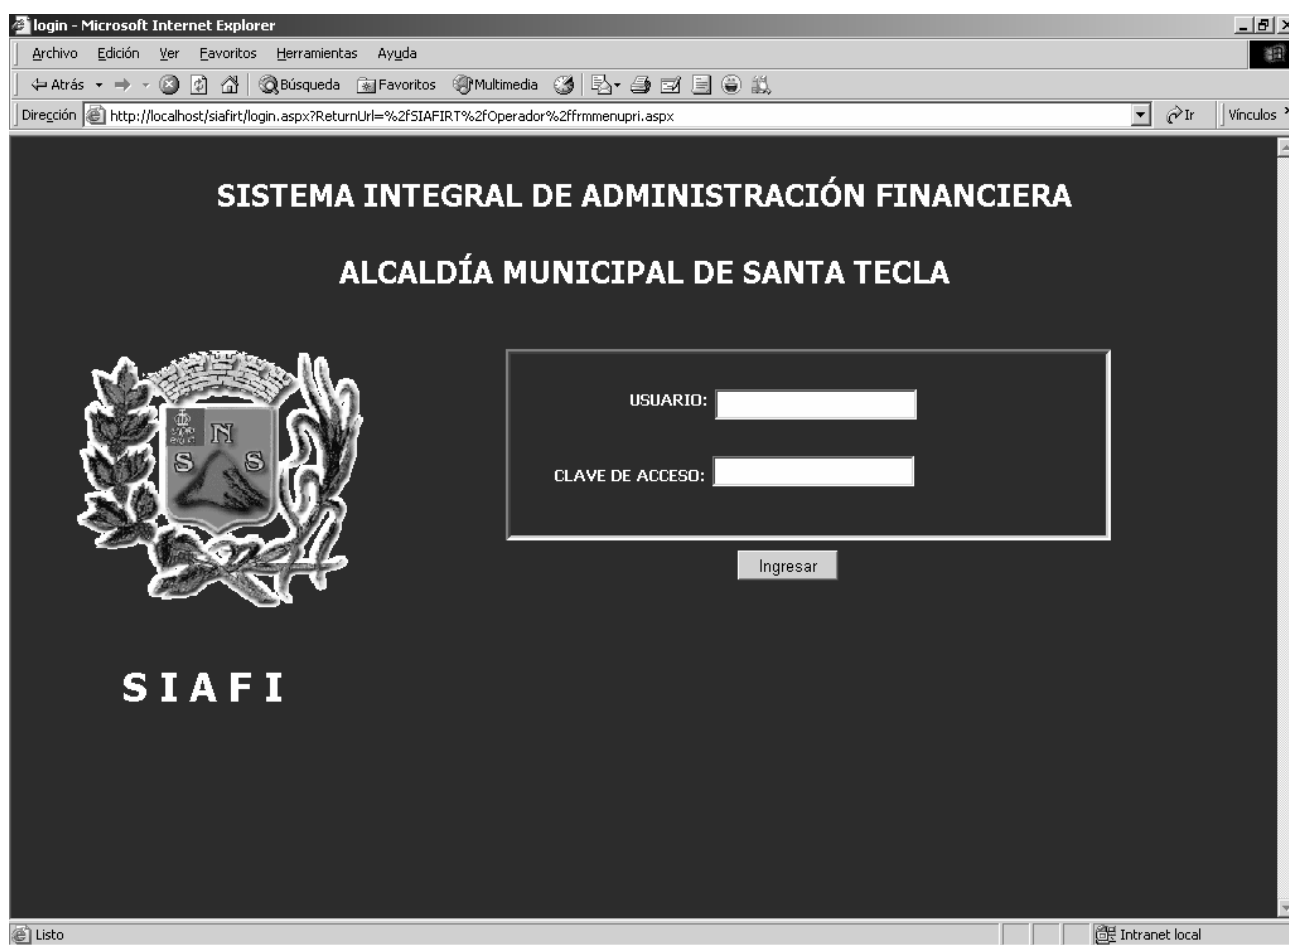 login - Microsoft Internet Explorer
Archivo Edición Ver Favoritos Herramientas Ayuda
Atrás Búsqueda Favoritos Multimedia
Dirección http://localhost/siafirt/login.aspx?ReturnUrl=%2fSIAFIRT%2fOperador%2ffrmmenupri.aspx Ir Vínculos
SISTEMA INTEGRAL DE ADMINISTRACIÓN FINANCIERA
ALCALDÍA MUNICIPAL DE SANTA TECLA
USUARIO:
N
S S
CLAVE DE ACCESO:
Ingresar
S I A F I
Listo Intranet local